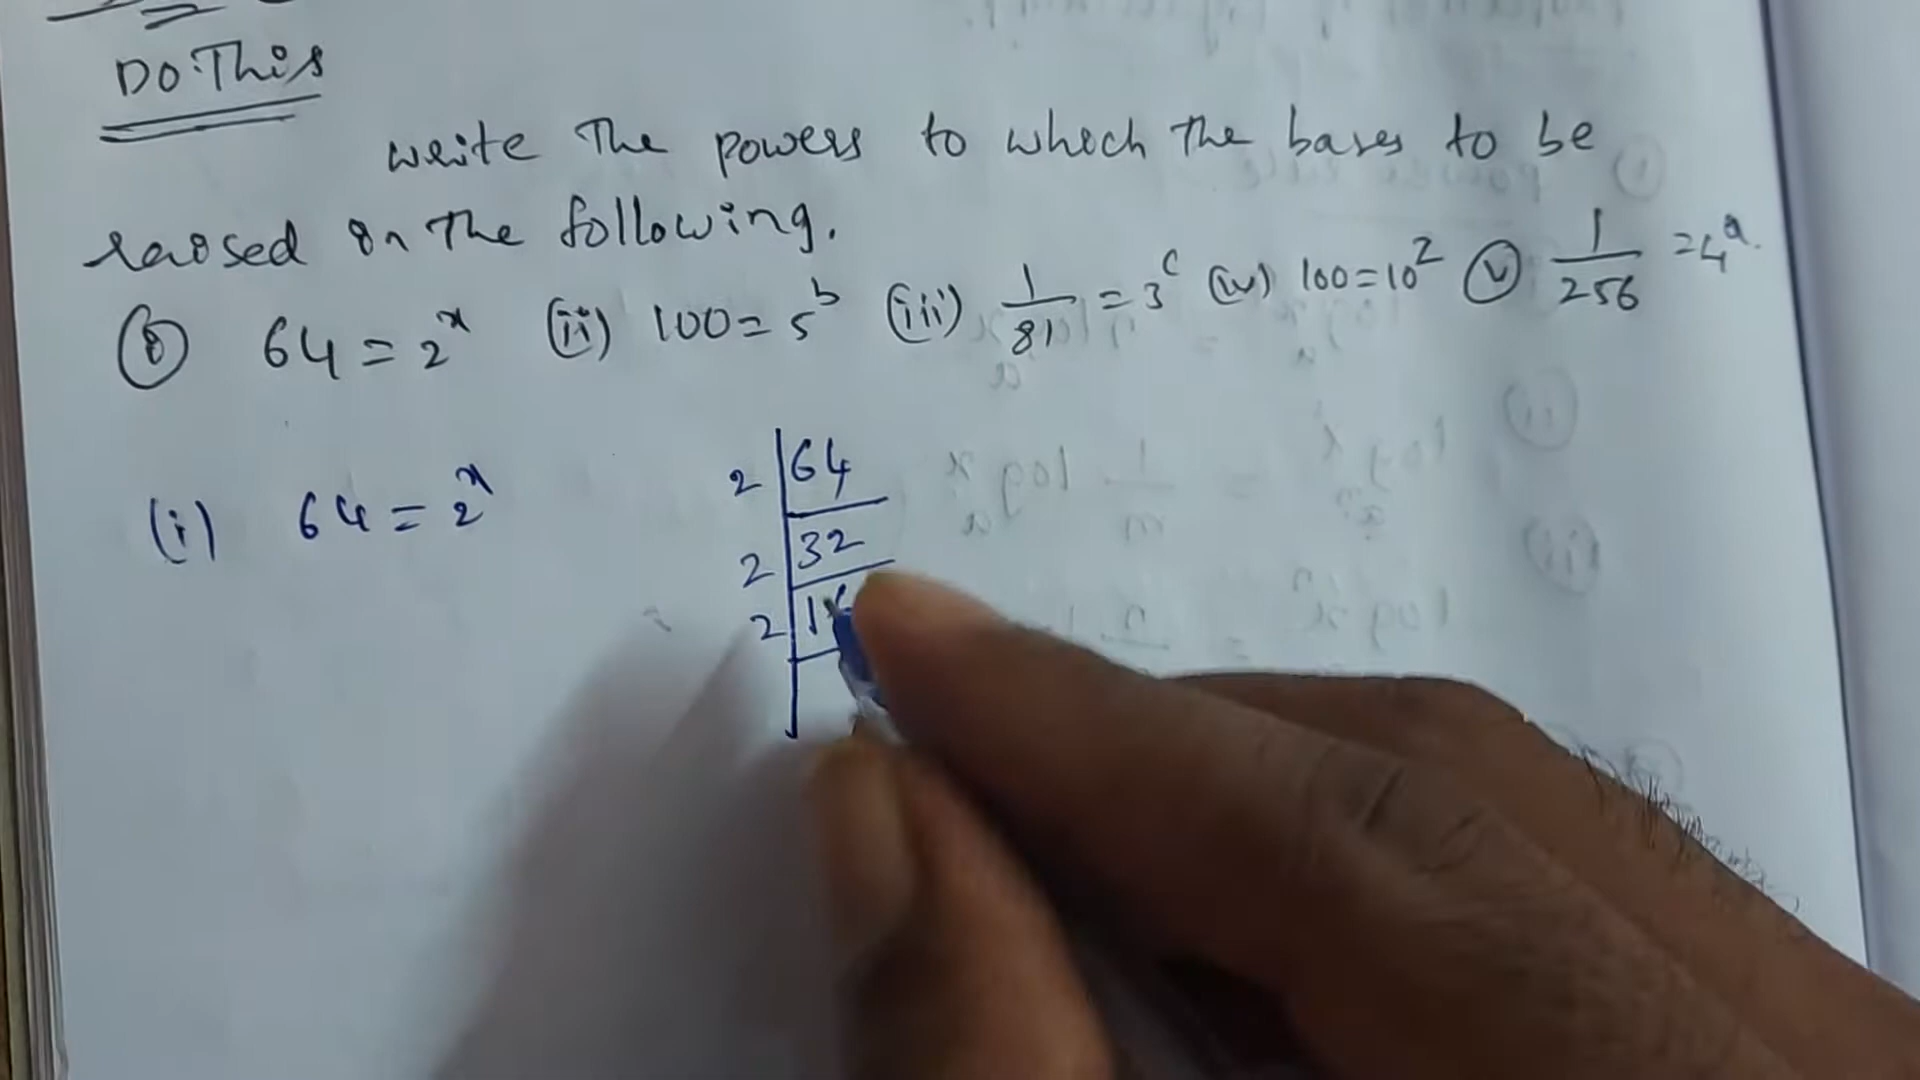 Do This
write The powers to which the bases to be
raised in The following.
(i) 64 = 2^x (ii) 100 = 5^b (iii) 1/81 = 3^c (iv) 100 = 10^2 (v) 1/256 = 4^a.
(i) 64 = 2^x
2 | 64
2 | 32
2 | 16